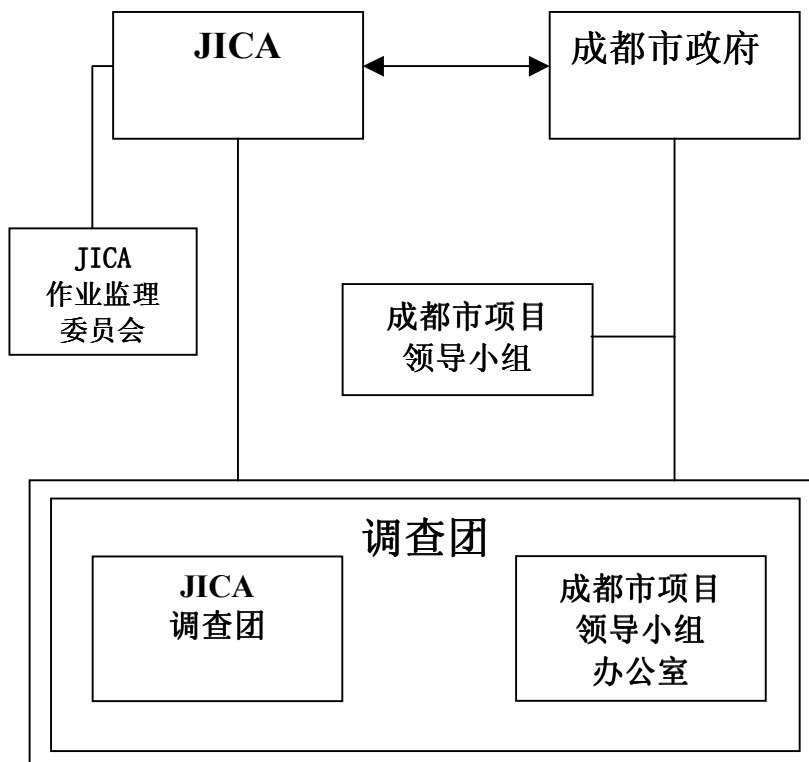 JICA
成都市政府
JICA
作业监理
委员会
成都市项目
领导小组
调查团
JICA
调查团
成都市项目
领导小组
办公室